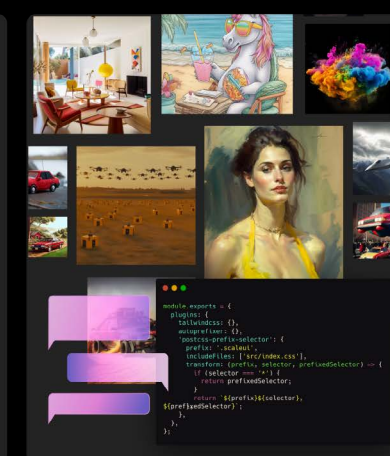 module.exports = {
plugins: {
tailwindcss: {},
autoprefixer: {},
'postcss-prefix-selector': {
prefix: '.scaleui',
includeFiles: ['src/index.css'],
transform: (prefix, selector, prefixedSelector) => {
if (selector === '*') {
return prefixedSelector;
}
return `${prefix}${selector},
${prefixedSelector}`;
},
},
};